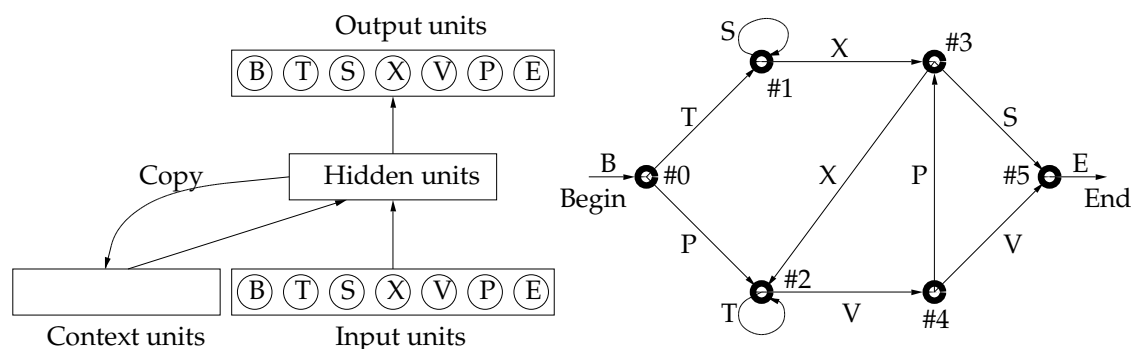 Output units
B T S X V P E
Copy
Hidden units
B T S X V P E
Context units
Input units
S
X
#3
#1
T
S
B
#0
X
P
#5
E
Begin
End
P
V
#2
T
V
#4